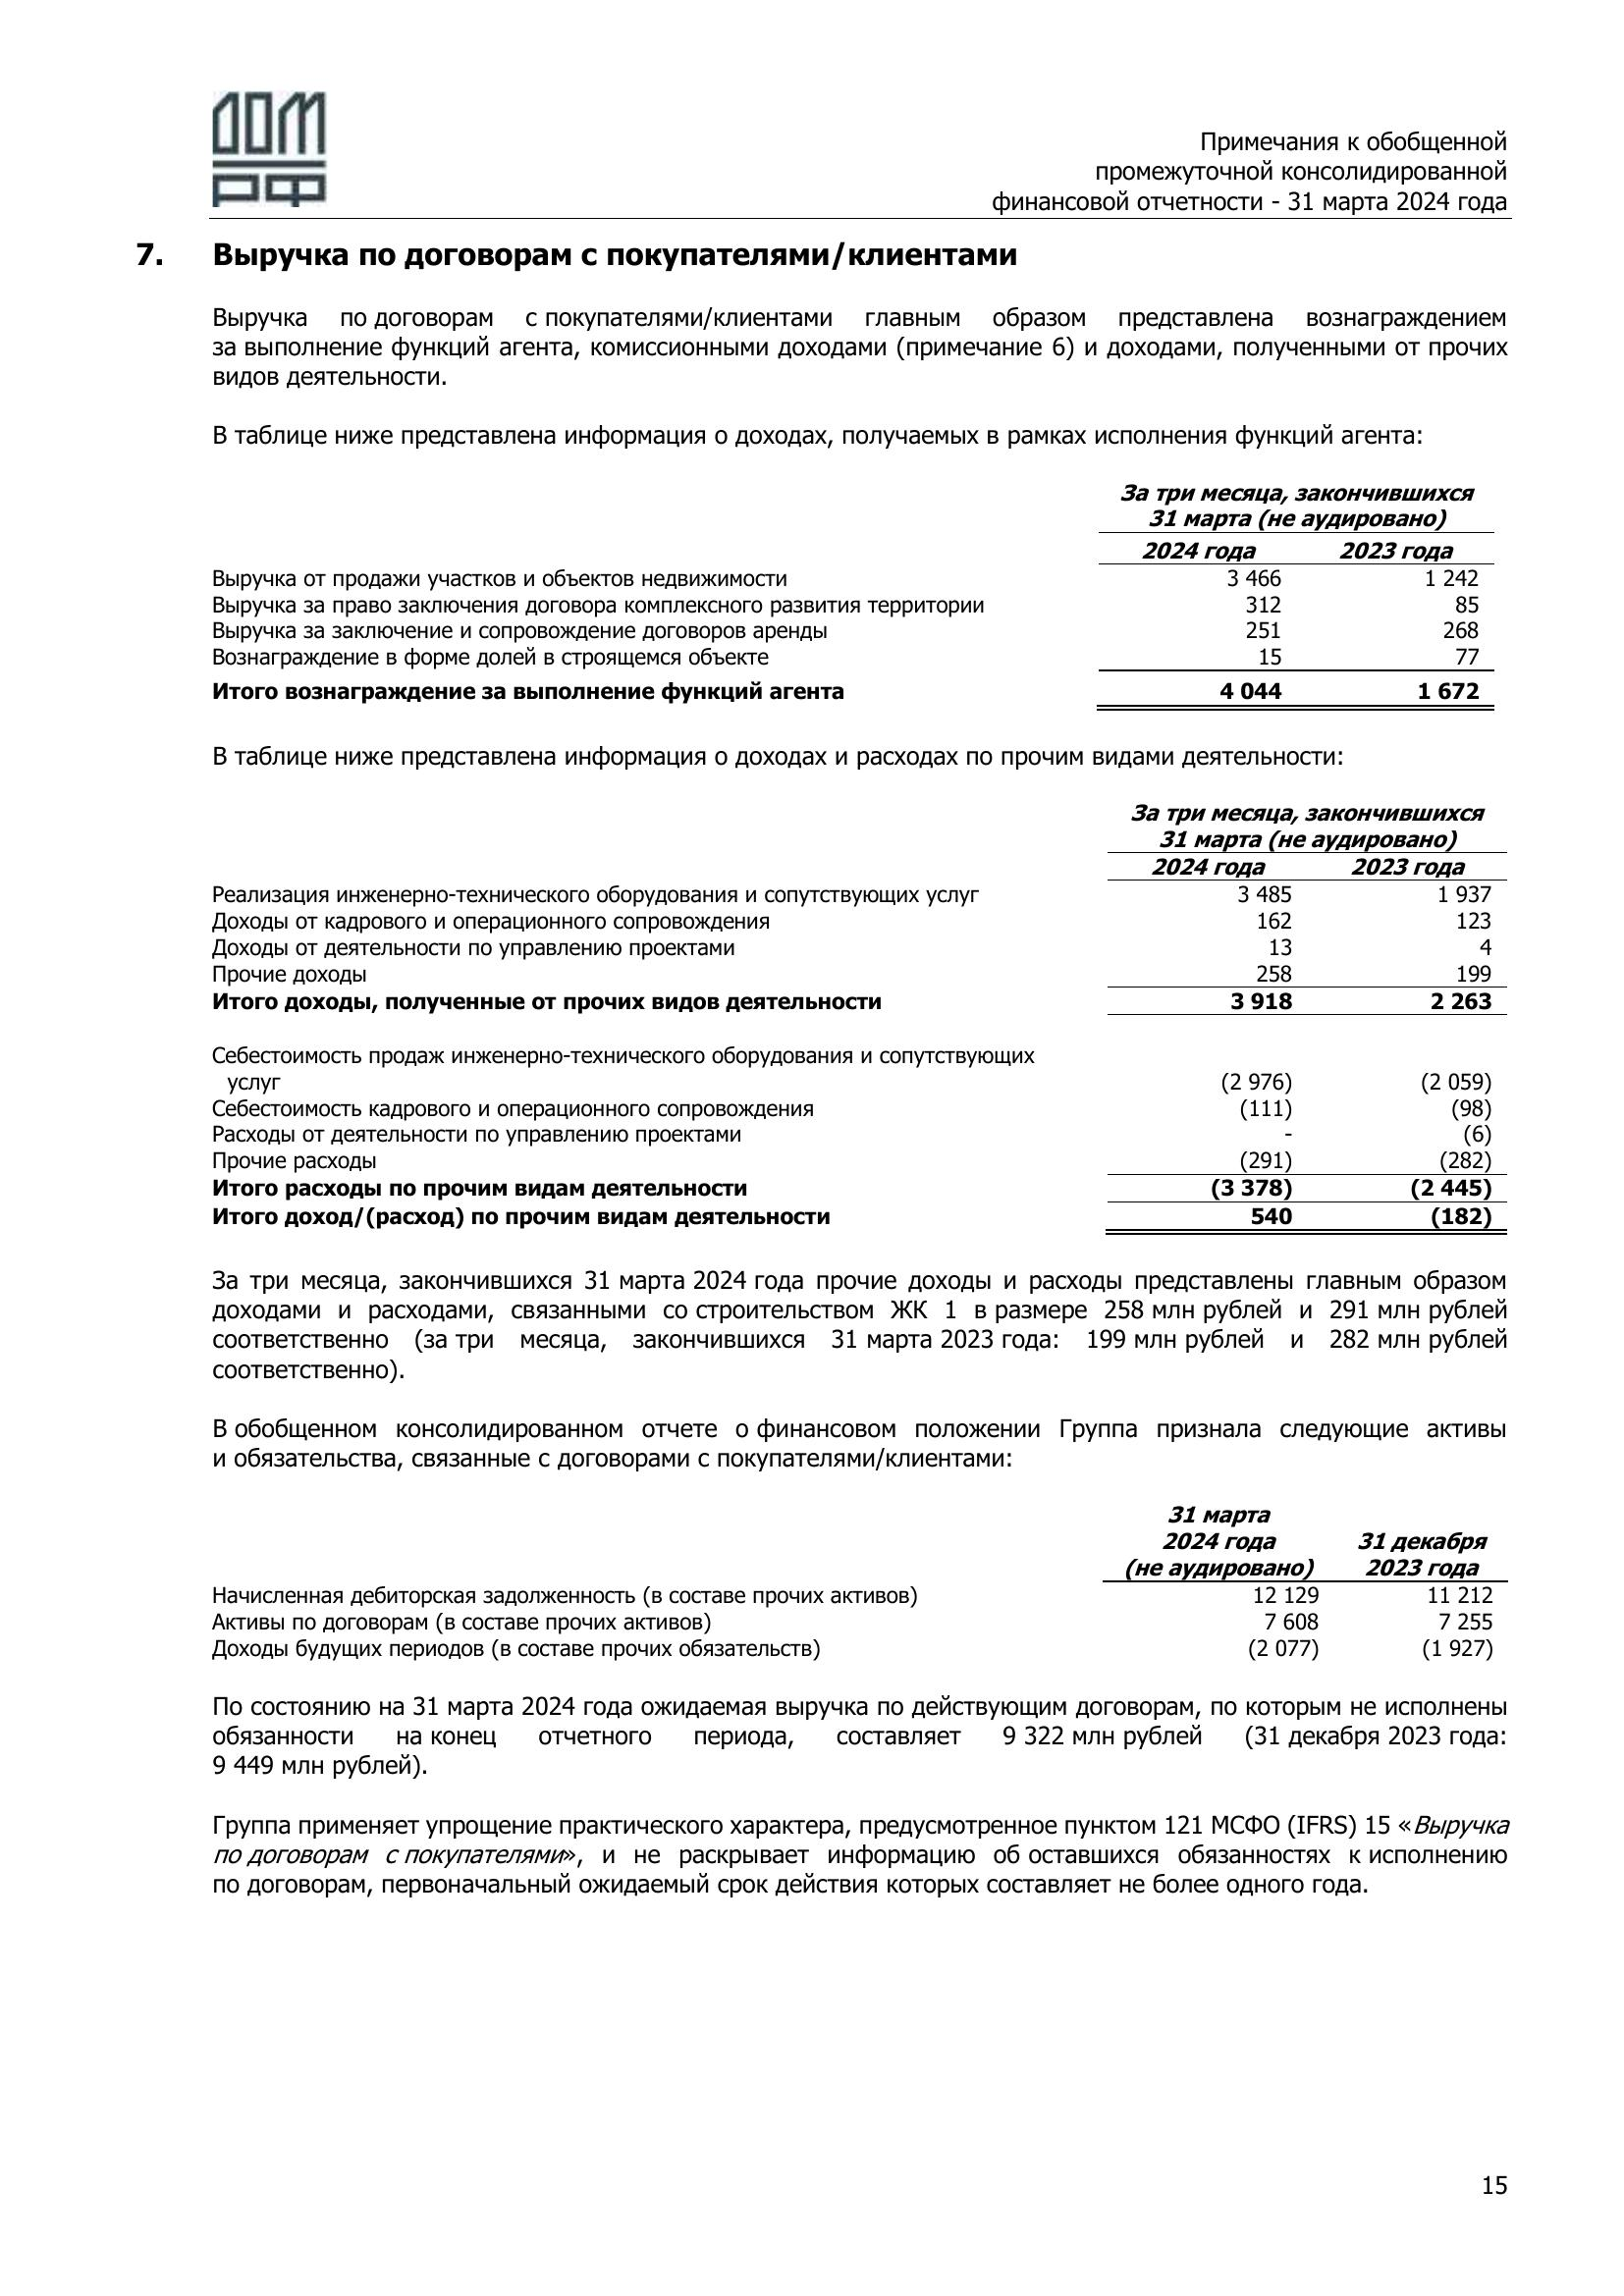 ДОМ
РФ
Примечания к обобщенной
промежуточной консолидированной
финансовой отчетности - 31 марта 2024 года
7. Выручка по договорам с покупателями/клиентами
Выручка по договорам с покупателями/клиентами главным образом представлена вознаграждением
за выполнение функций агента, комиссионными доходами (примечание 6) и доходами, полученными от прочих
видов деятельности.
В таблице ниже представлена информация о доходах, получаемых в рамках исполнения функций агента:
За три месяца, закончившихся
31 марта (не аудировано)
2024 года 2023 года
Выручка от продажи участков и объектов недвижимости 3 466 1 242
Выручка за право заключения договора комплексного развития территории 312 85
Выручка за заключение и сопровождение договоров аренды 251 268
Вознаграждение в форме долей в строящемся объекте 15 77
Итого вознаграждение за выполнение функций агента 4 044 1 672
В таблице ниже представлена информация о доходах и расходах по прочим видами деятельности:
За три месяца, закончившихся
31 марта (не аудировано)
2024 года 2023 года
Реализация инженерно-технического оборудования и сопутствующих услуг 3 485 1 937
Доходы от кадрового и операционного сопровождения 162 123
Доходы от деятельности по управлению проектами 13 4
Прочие доходы 258 199
Итого доходы, полученные от прочих видов деятельности 3 918 2 263
Себестоимость продаж инженерно-технического оборудования и сопутствующих
услуг (2 976) (2 059)
Себестоимость кадрового и операционного сопровождения (111) (98)
Расходы от деятельности по управлению проектами - (6)
Прочие расходы (291) (282)
Итого расходы по прочим видам деятельности (3 378) (2 445)
Итого доход/(расход) по прочим видам деятельности 540 (182)
За три месяца, закончившихся 31 марта 2024 года прочие доходы и расходы представлены главным образом
доходами и расходами, связанными со строительством ЖК 1 в размере 258 млн рублей и 291 млн рублей
соответственно (за три месяца, закончившихся 31 марта 2023 года: 199 млн рублей и 282 млн рублей
соответственно).
В обобщенном консолидированном отчете о финансовом положении Группа признала следующие активы
и обязательства, связанные с договорами с покупателями/клиентами:
31 марта
2024 года 31 декабря
(не аудировано) 2023 года
Начисленная дебиторская задолженность (в составе прочих активов) 12 129 11 212
Активы по договорам (в составе прочих активов) 7 608 7 255
Доходы будущих периодов (в составе прочих обязательств) (2 077) (1 927)
По состоянию на 31 марта 2024 года ожидаемая выручка по действующим договорам, по которым не исполнены
обязанности на конец отчетного периода, составляет 9 322 млн рублей (31 декабря 2023 года:
9 449 млн рублей).
Группа применяет упрощение практического характера, предусмотренное пунктом 121 МСФО (IFRS) 15 «Выручка
по договорам с покупателями», и не раскрывает информацию об оставшихся обязанностях к исполнению
по договорам, первоначальный ожидаемый срок действия которых составляет не более одного года.
15